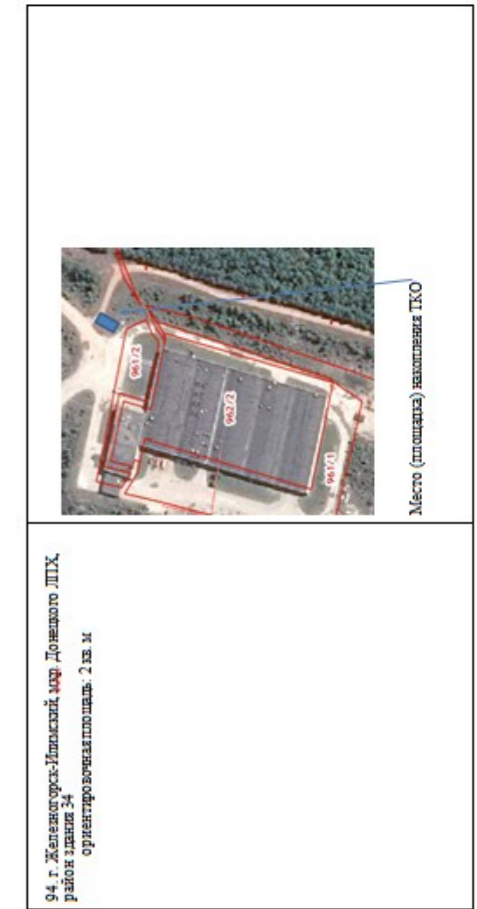 94. г. Железногорск-Илимский, мкр. Донецкого ЛПХ,
район здания 34
ориентировочная площадь: 2 кв. м
961/2
962/2
961/1
Место (площадка) накопления ТКО